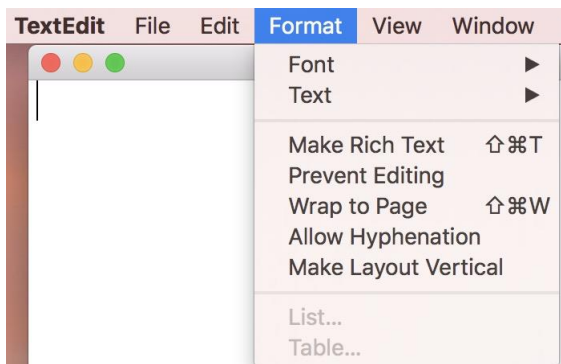 TextEdit File Edit Format View Window
Font ▶
Text ▶
Make Rich Text ⇧⌘T
Prevent Editing
Wrap to Page ⇧⌘W
Allow Hyphenation
Make Layout Vertical
List...
Table...